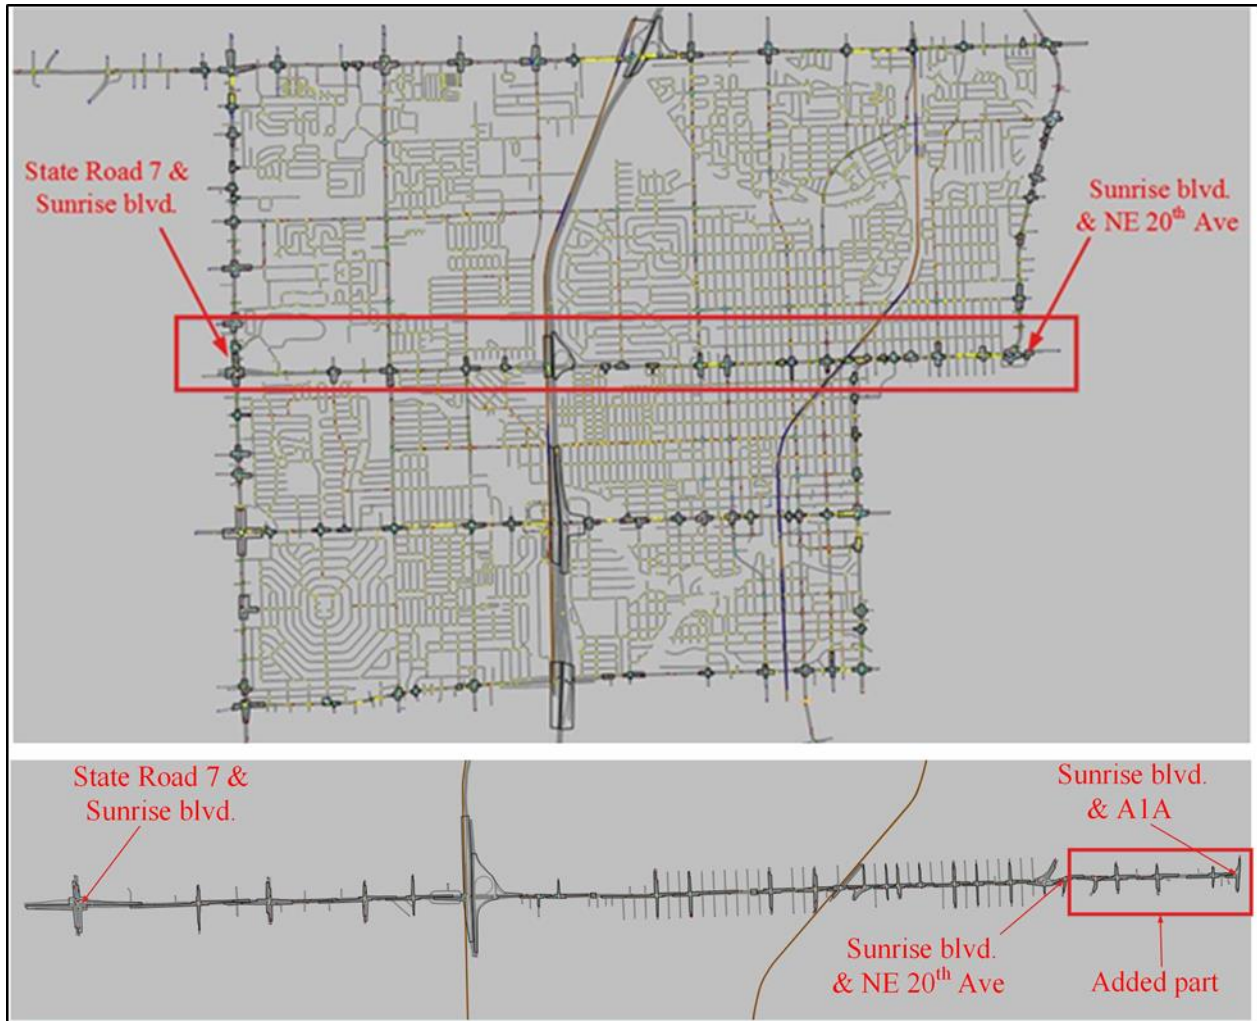 State Road 7 &
Sunrise blvd.
Sunrise blvd.
& NE 20th Ave
State Road 7 &
Sunrise blvd.
Sunrise blvd.
& A1A
Sunrise blvd.
& NE 20th Ave
Added part